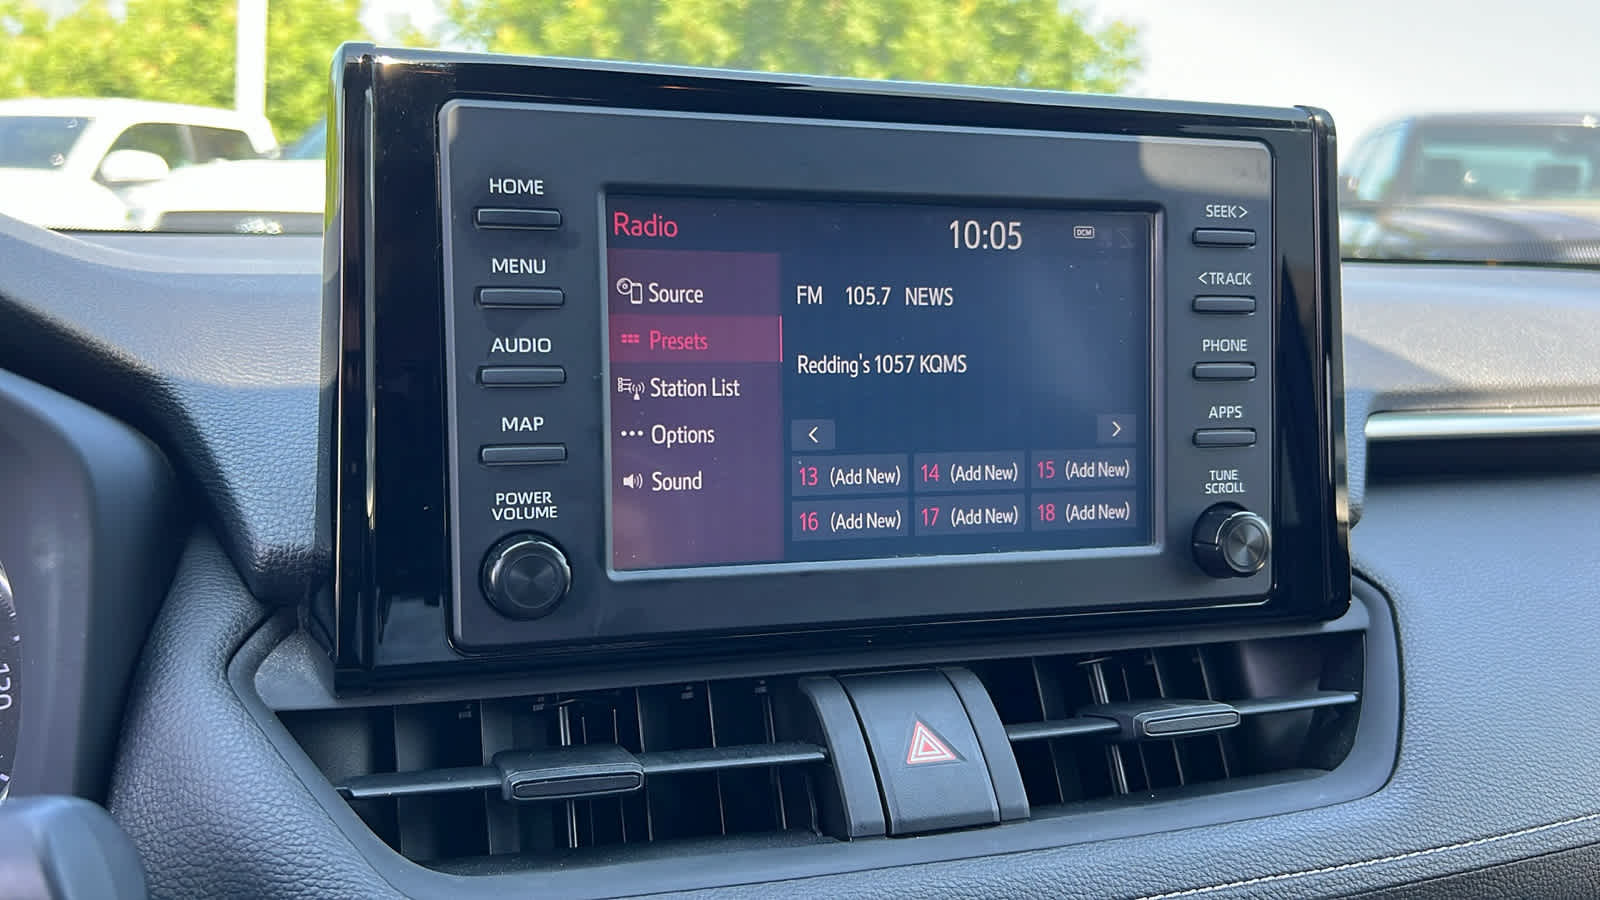 HOME
MENU
AUDIO
MAP
POWER
VOLUME
Radio
10:05
DCM
Source
Presets
Station List
Options
Sound
FM 105.7 NEWS
Redding's 1057 KQMS
< >
13 (Add New) 14 (Add New) 15 (Add New)
16 (Add New) 17 (Add New) 18 (Add New)
SEEK>
<TRACK
PHONE
APPS
TUNE
SCROLL
120